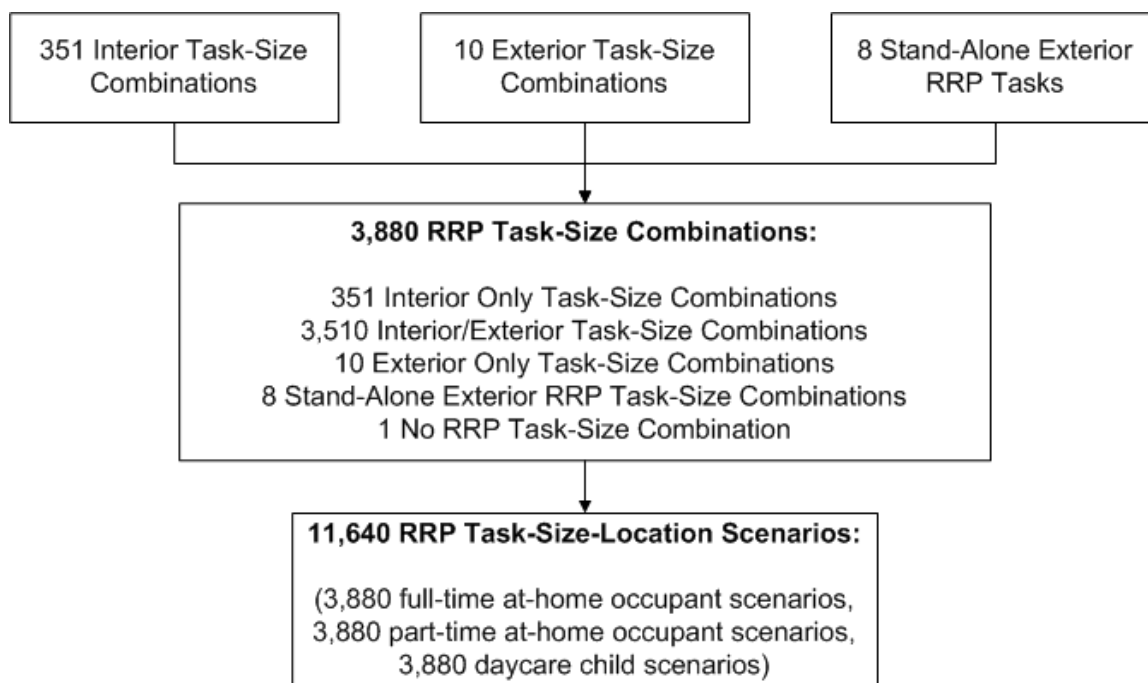 351 Interior Task-Size
Combinations
10 Exterior Task-Size
Combinations
8 Stand-Alone Exterior
RRP Tasks
3,880 RRP Task-Size Combinations:
351 Interior Only Task-Size Combinations
3,510 Interior/Exterior Task-Size Combinations
10 Exterior Only Task-Size Combinations
8 Stand-Alone Exterior RRP Task-Size Combinations
1 No RRP Task-Size Combination
11,640 RRP Task-Size-Location Scenarios:
(3,880 full-time at-home occupant scenarios,
3,880 part-time at-home occupant scenarios,
3,880 daycare child scenarios)